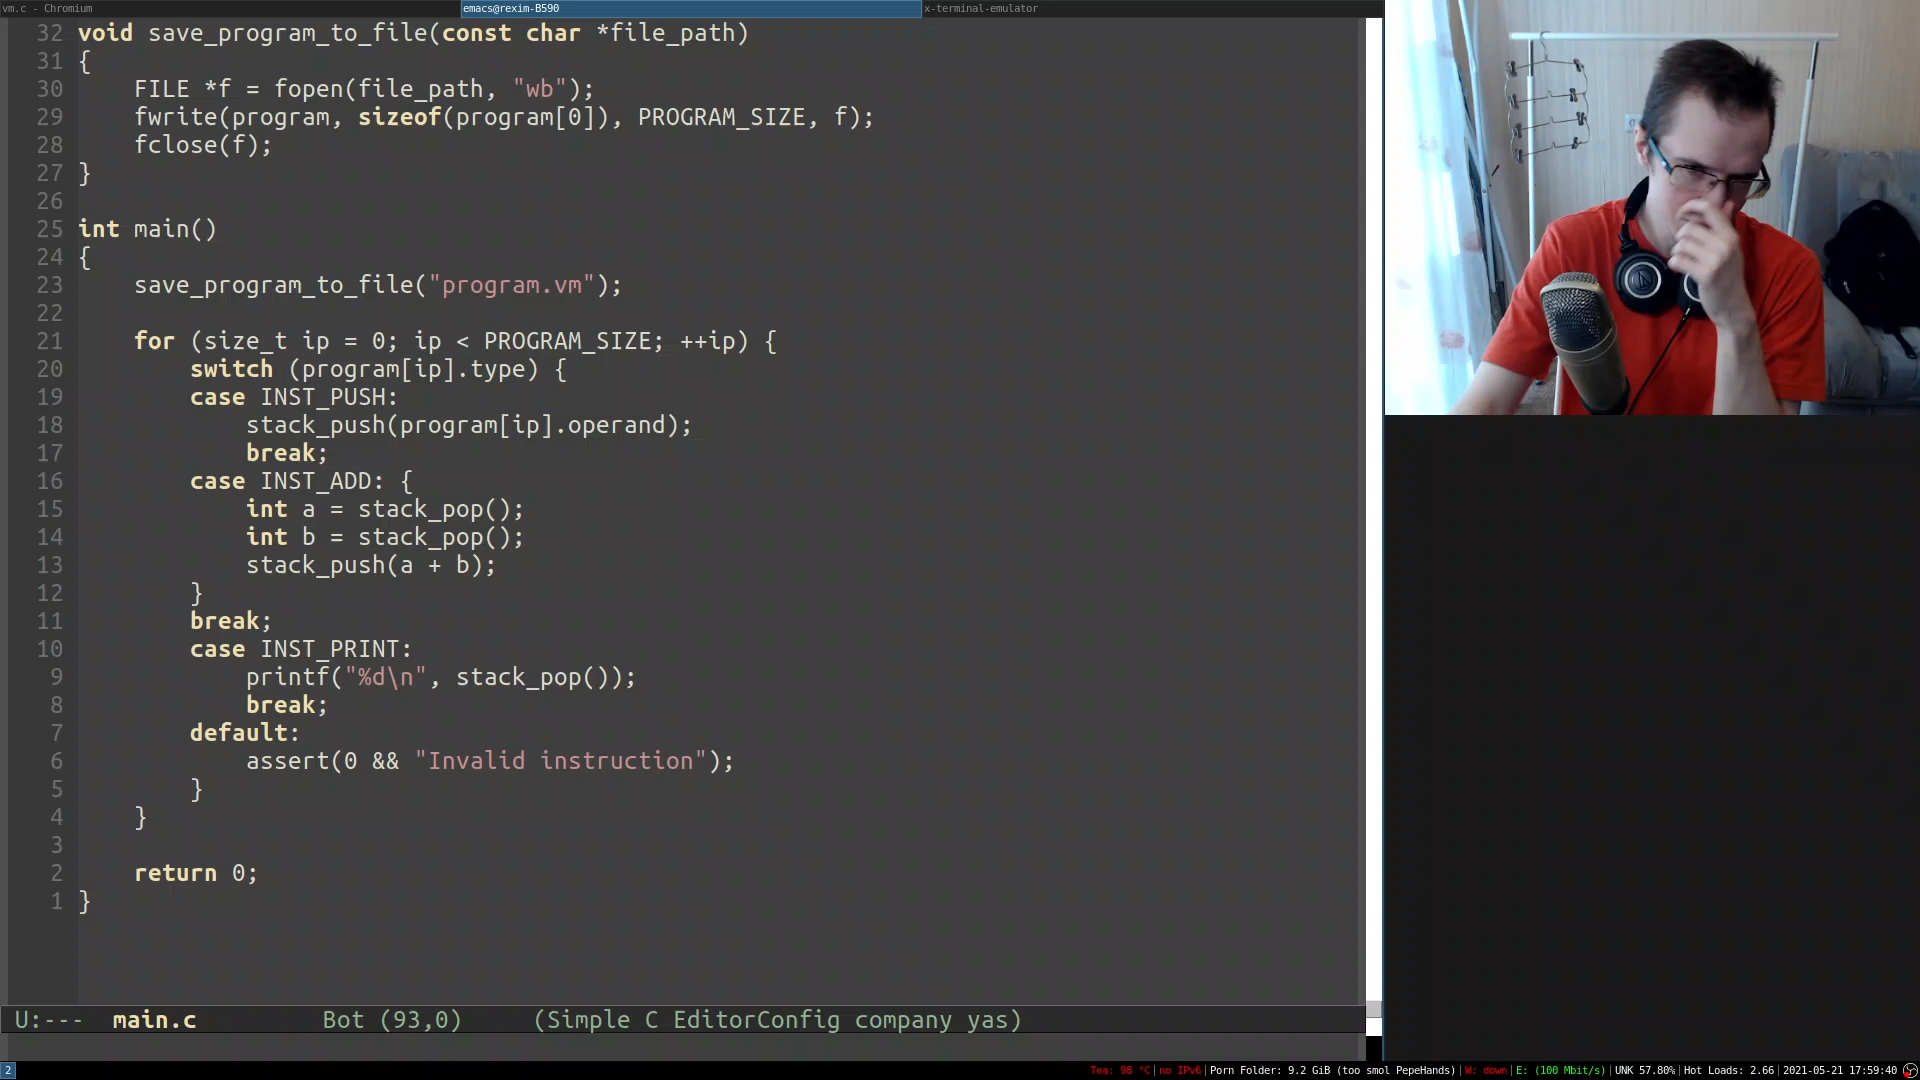 vm.c - Chromium
emacs@rexim-B590
x-terminal-emulator
32 void save_program_to_file(const char *file_path)
31 {
30     FILE *f = fopen(file_path, "wb");
29     fwrite(program, sizeof(program[0]), PROGRAM_SIZE, f);
28     fclose(f);
27 }
26
25 int main()
24 {
23     save_program_to_file("program.vm");
22
21     for (size_t ip = 0; ip < PROGRAM_SIZE; ++ip) {
20         switch (program[ip].type) {
19         case INST_PUSH:
18             stack_push(program[ip].operand);
17             break;
16         case INST_ADD: {
15             int a = stack_pop();
14             int b = stack_pop();
13             stack_push(a + b);
12         }
11         break;
10         case INST_PRINT:
9             printf("%d\n", stack_pop());
8             break;
7         default:
6             assert(0 && "Invalid instruction");
5         }
4     }
3
2     return 0;
1 }
U:--- main.c Bot (93,0) (Simple C EditorConfig company yas)
2 Tea: 98 °C|no IPv6|Porn Folder: 9.2 GiB (too smol PepeHands)|W: down|E: (100 Mbit/s)|UNK 57.80%|Hot Loads: 2.66|2021-05-21 17:59:40